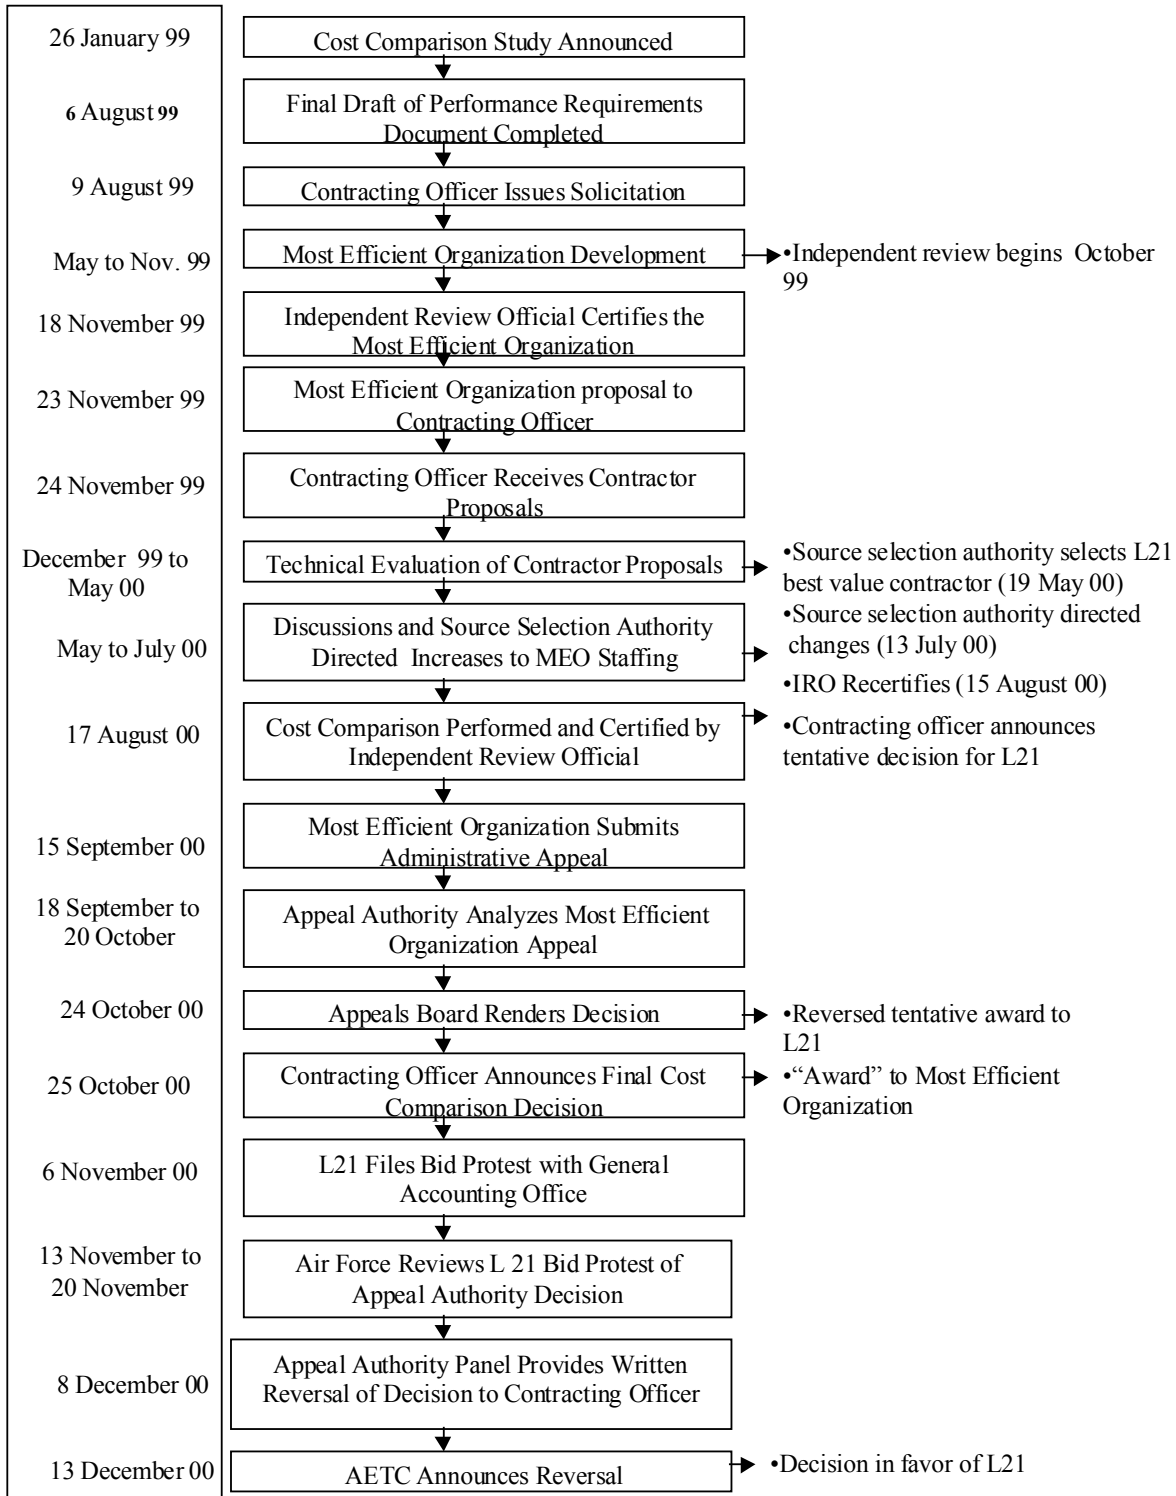 26 January 99
Cost Comparison Study Announced
6 August 99
Final Draft of Performance Requirements
Document Completed
9 August 99
Contracting Officer Issues Solicitation
May to Nov. 99
Most Efficient Organization Development
•Independent review begins October
99
18 November 99
Independent Review Official Certifies the
Most Efficient Organization
23 November 99
Most Efficient Organization proposal to
Contracting Officer
24 November 99
Contracting Officer Receives Contractor
Proposals
December 99 to
May 00
Technical Evaluation of Contractor Proposals
•Source selection authority selects L21
best value contractor (19 May 00)
May to July 00
Discussions and Source Selection Authority
Directed Increases to MEO Staffing
•Source selection authority directed
changes (13 July 00)
•IRO Recertifies (15 August 00)
17 August 00
Cost Comparison Performed and Certified by
Independent Review Official
•Contracting officer announces
tentative decision for L21
15 September 00
Most Efficient Organization Submits
Administrative Appeal
18 September to
20 October
Appeal Authority Analyzes Most Efficient
Organization Appeal
24 October 00
Appeals Board Renders Decision
•Reversed tentative award to
L21
25 October 00
Contracting Officer Announces Final Cost
Comparison Decision
•“Award” to Most Efficient
Organization
6 November 00
L21 Files Bid Protest with General
Accounting Office
13 November to
20 November
Air Force Reviews L 21 Bid Protest of
Appeal Authority Decision
8 December 00
Appeal Authority Panel Provides Written
Reversal of Decision to Contracting Officer
13 December 00
AETC Announces Reversal
•Decision in favor of L21